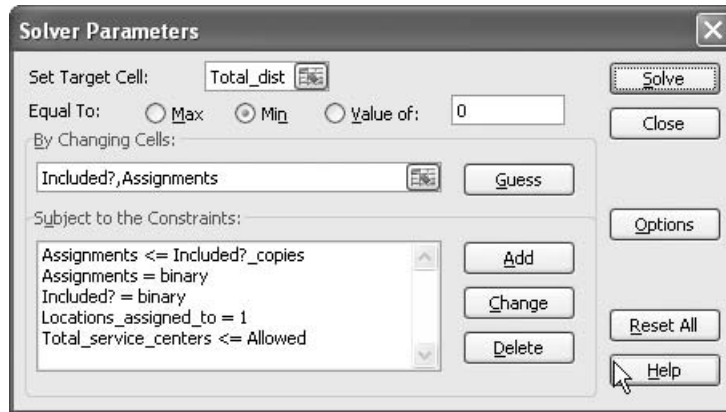 Solver Parameters
Set Target Cell: Total_dist Solve
Equal To: Max Min Value of: 0 Close
By Changing Cells:
Included?,Assignments Guess
Subject to the Constraints: Options
Assignments <= Included?_copies Add
Assignments = binary
Included? = binary Change
Locations_assigned_to = 1 Reset All
Total_service_centers <= Allowed Delete
Help